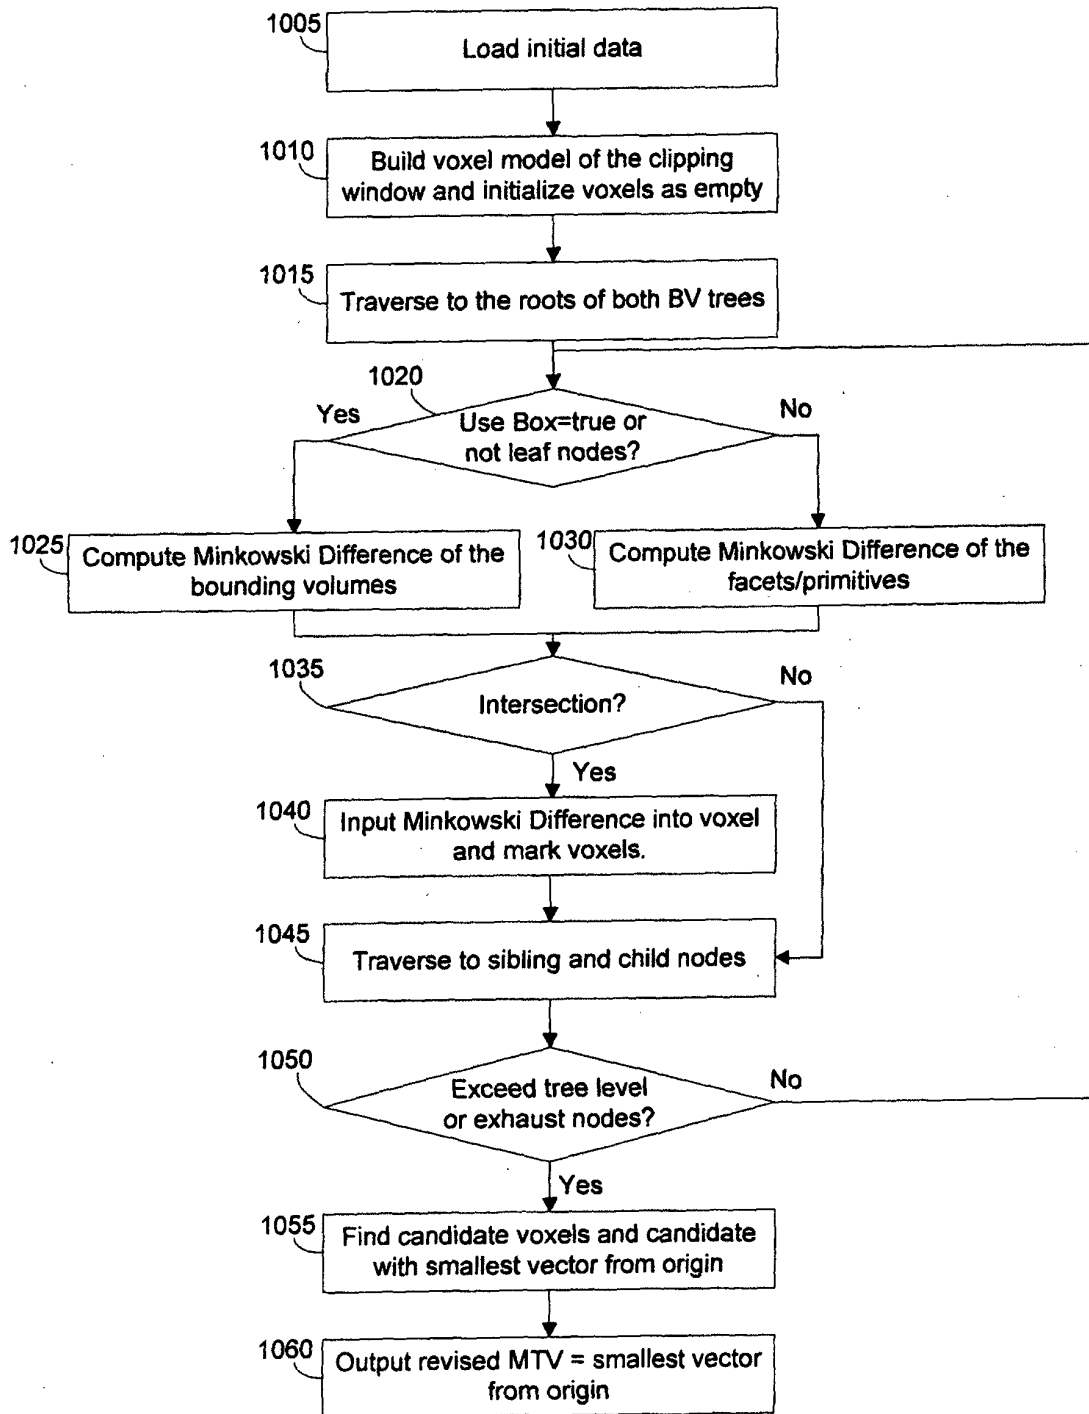 1005
Load initial data
1010
Build voxel model of the clipping
window and initialize voxels as empty
1015
Traverse to the roots of both BV trees
1020
Yes
No
Use Box=true or
not leaf nodes?
1025
Compute Minkowski Difference of the
bounding volumes
1030
Compute Minkowski Difference of the
facets/primitives
1035
No
Intersection?
Yes
1040
Input Minkowski Difference into voxel
and mark voxels.
1045
Traverse to sibling and child nodes
1050
No
Exceed tree level
or exhaust nodes?
Yes
1055
Find candidate voxels and candidate
with smallest vector from origin
1060
Output revised MTV = smallest vector
from origin